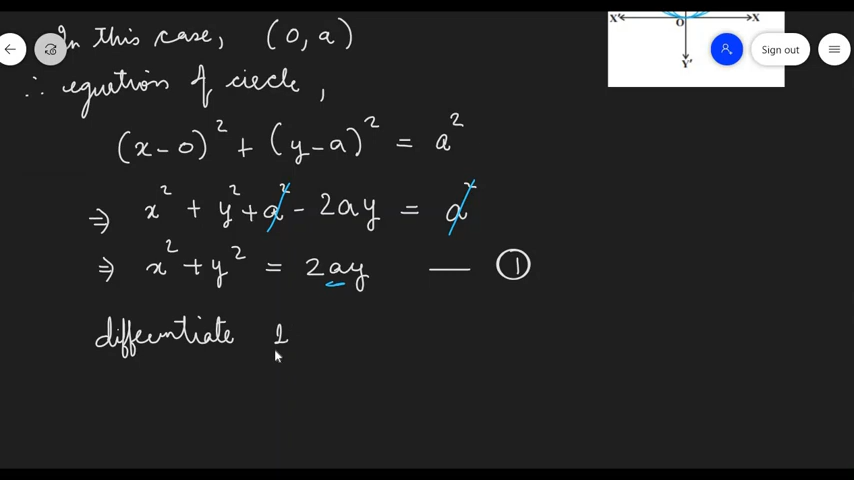 In this case, (0, a)
X' O X
Y'
Sign out
∴ equation of circle,
(x-0)² + (y-a)² = a²
⇒ x² + y² + a² - 2ay = a²
⇒ x² + y² = 2ay — ①
differentiate 1